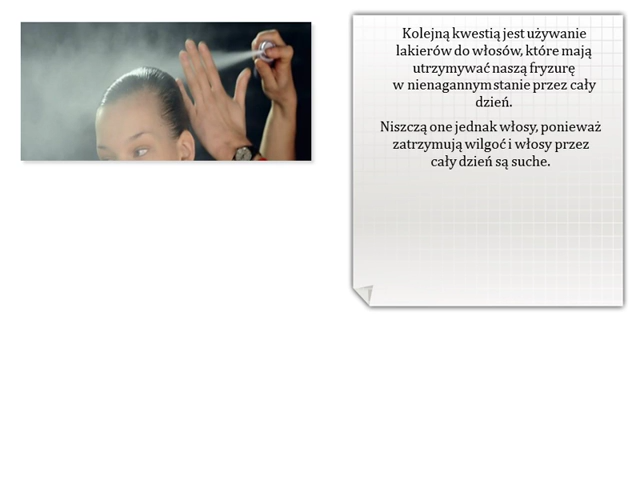 Kolejną kwestią jest używanie
lakierów do włosów, które mają
utrzymywać naszą fryzurę
w nienagannym stanie przez cały
dzień.
Niszczą one jednak włosy, ponieważ
zatrzymują wilgoć i włosy przez
cały dzień są suche.